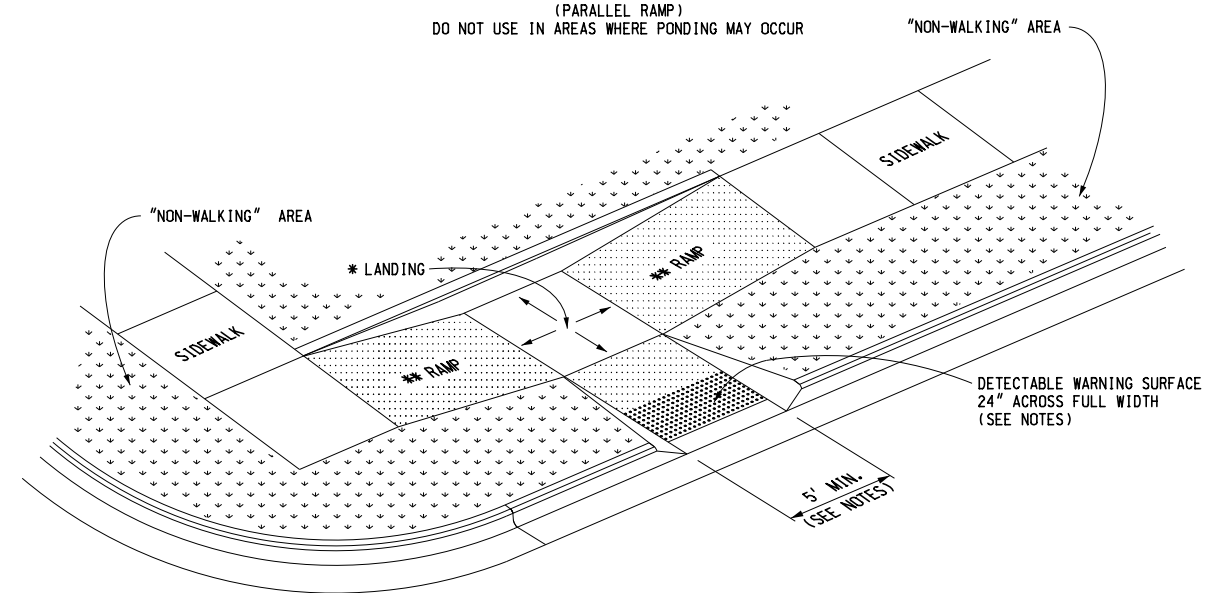 (PARALLEL RAMP)
DO NOT USE IN AREAS WHERE PONDING MAY OCCUR
"NON-WALKING" AREA
SIDEWALK
"NON-WALKING" AREA
* LANDING
** RAMP
SIDEWALK
** RAMP
DETECTABLE WARNING SURFACE
24" ACROSS FULL WIDTH
(SEE NOTES)
5' MIN.
(SEE NOTES)